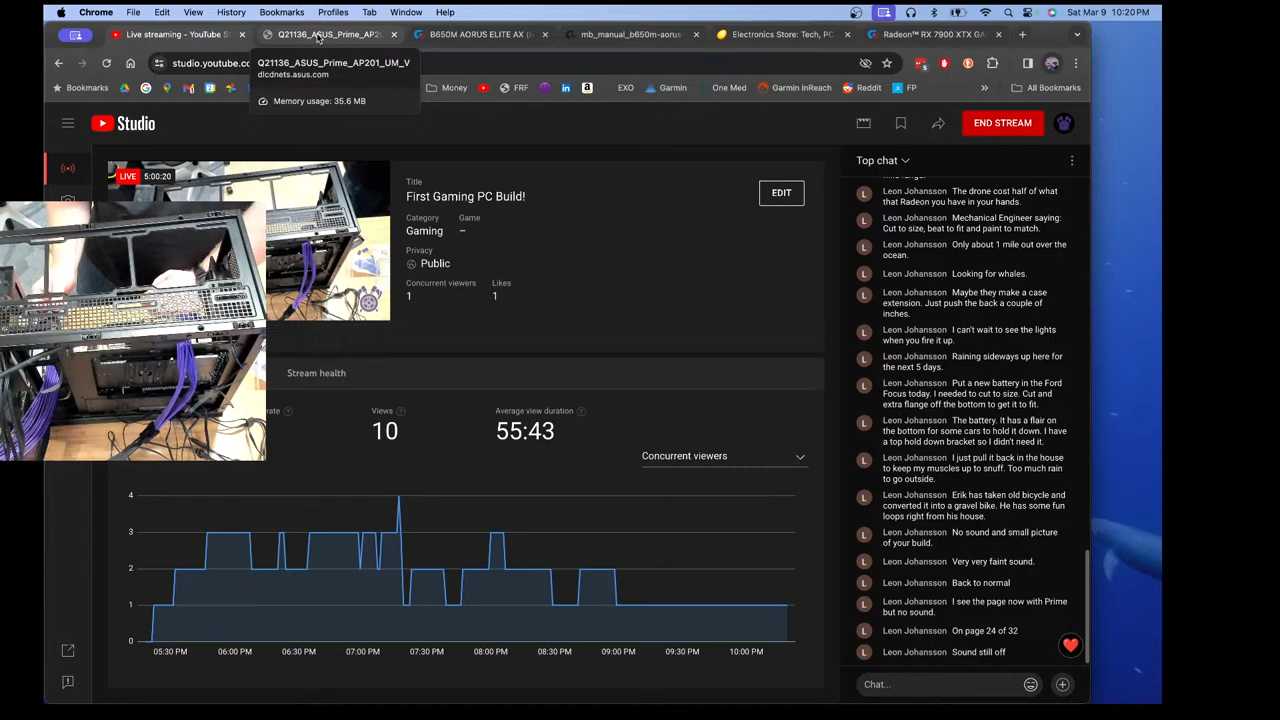 Chrome File Edit View History Bookmarks Profiles Tab Window Help Sat Mar 9 10:20 PM
Live streaming - YouTube S Q21136_ASUS_Prime_AP20 B650M AORUS ELITE AX ( mb_manual_b650m-aorus- Electronics Store: Tech, PC Radeon™ RX 7900 XTX GA
studio.youtube.co
Q21136_ASUS_Prime_AP201_UM_V
dlcdnets.asus.com
Memory usage: 35.6 MB
Bookmarks Money FRF EXO Garmin One Med Garmin inReach Reddit FP All Bookmarks
Studio
END STREAM
LIVE 5:00:20
Title
First Gaming PC Build!
EDIT
Category Game
Gaming –
Privacy
Public
Concurrent viewers Likes
1 1
Stream health
rate Views Average view duration
10 55:43
Concurrent viewers
4
3
2
1
0
05:30 PM 06:00 PM 06:30 PM 07:00 PM 07:30 PM 08:00 PM 08:30 PM 09:00 PM 09:30 PM 10:00 PM
Top chat
Leon Johansson The drone cost half of what
that Radeon you have in your hands.
Leon Johansson Mechanical Engineer saying:
Cut to size, beat to fit and paint to match.
Leon Johansson Only about 1 mile out over the
ocean.
Leon Johansson Looking for whales.
Leon Johansson Maybe they make a case
extension. Just push the back a couple of
inches.
Leon Johansson I can't wait to see the lights
when you fire it up.
Leon Johansson Raining sideways up here for
the next 5 days.
Leon Johansson Put a new battery in the Ford
Focus today. I needed to cut to size. Cut and
extra flange off the bottom to get it to fit.
Leon Johansson The battery. It has a flair on
the bottom for some cars to hold it down. I have
a top hold down bracket so I didn't need it.
Leon Johansson I just pull it back in the house
to keep my muscles up to snuff. Too much rain
to go outside.
Leon Johansson Erik has taken old bicycle and
converted it into a gravel bike. He has some fun
loops right from his house.
Leon Johansson No sound and small picture
of your build.
Leon Johansson Very very faint sound.
Leon Johansson Back to normal
Leon Johansson I see the page now with Prime
but no sound.
Leon Johansson On page 24 of 32
Leon Johansson Sound still off
Chat...